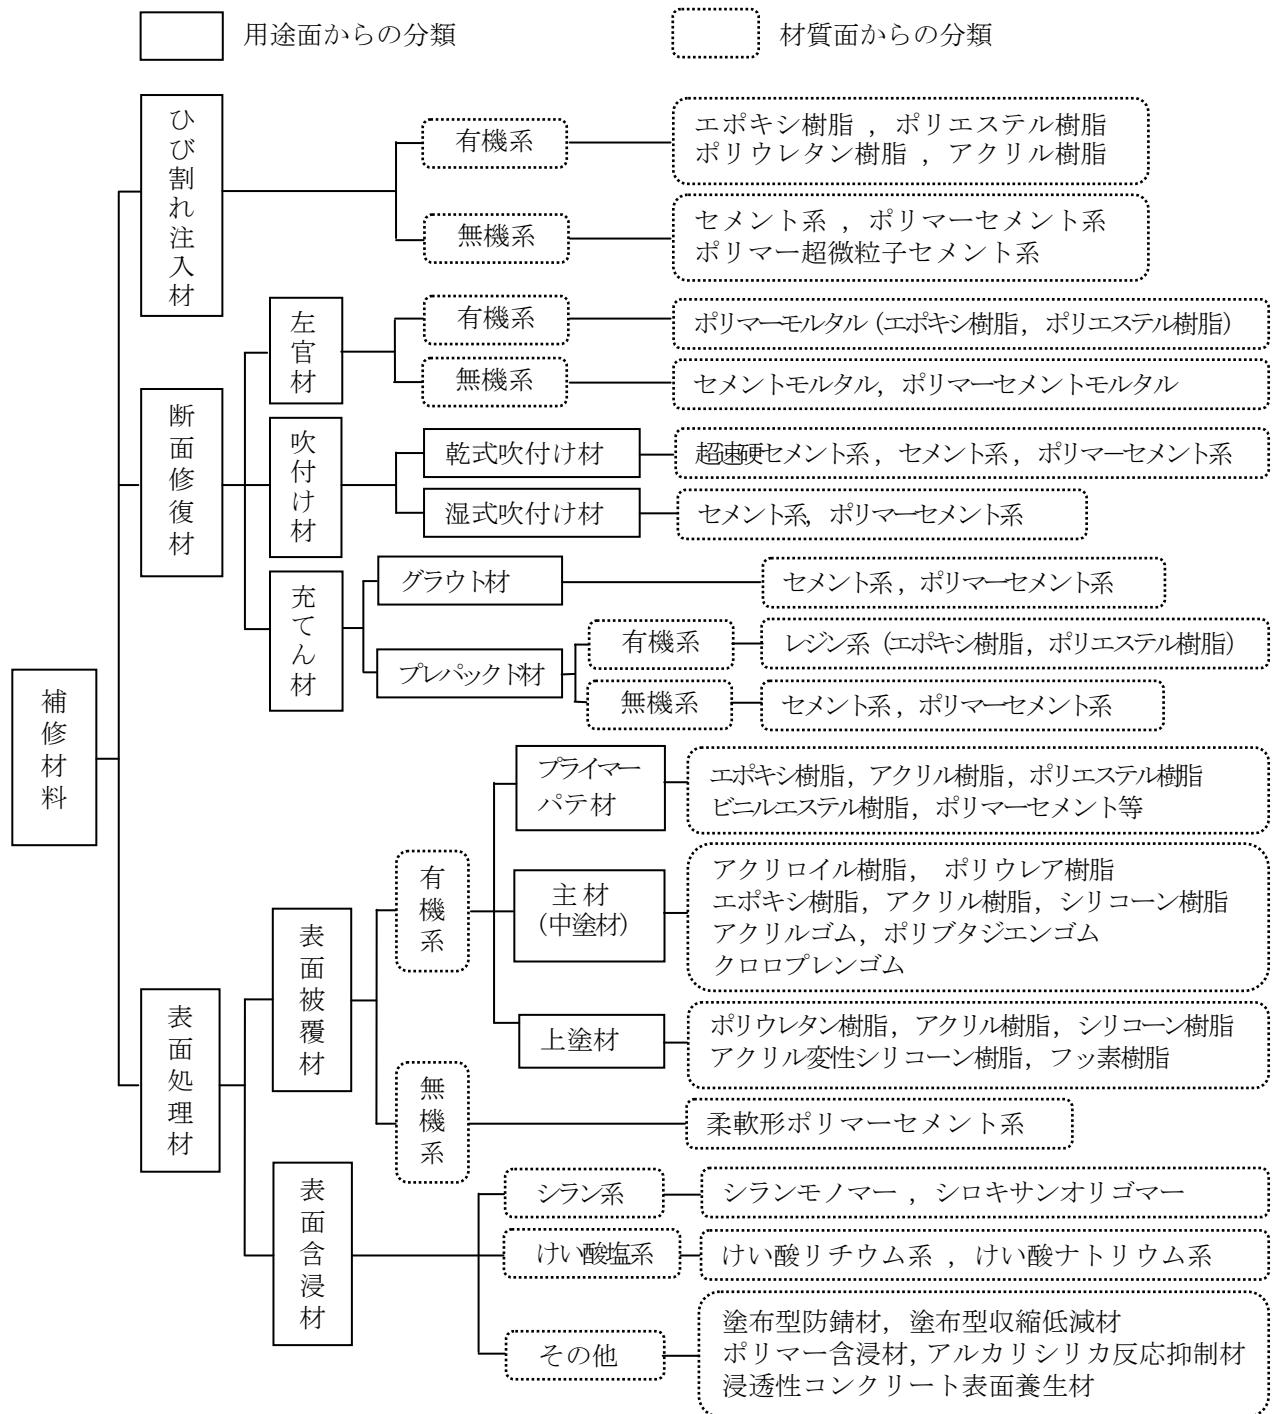 用途面からの分類
材質面からの分類
補修材料
ひび割れ注入材
有機系
エポキシ樹脂 , ポリエステル樹脂
ポリウレタン樹脂 , アクリル樹脂
無機系
セメント系 , ポリマーセメント系
ポリマー超微粒子セメント系
断面修復材
左官材
有機系
ポリマーモルタル (エポキシ樹脂, ポリエステル樹脂)
無機系
セメントモルタル, ポリマーセメントモルタル
吹付け材
乾式吹付け材
超速硬セメント系, セメント系, ポリマーセメント系
湿式吹付け材
セメント系, ポリマーセメント系
充てん材
グラウト材
セメント系, ポリマーセメント系
プレパックド材
有機系
レジン系 (エポキシ樹脂, ポリエステル樹脂)
無機系
セメント系, ポリマーセメント系
表面処理材
表面被覆材
有機系
プライマー
パテ材
エポキシ樹脂, アクリル樹脂, ポリエステル樹脂
ビニルエステル樹脂, ポリマーセメント等
主材
(中塗材)
アクリロイル樹脂, ポリウレア樹脂
エポキシ樹脂, アクリル樹脂, シリコーン樹脂
アクリルゴム, ポリブタジエンゴム
クロロプレンゴム
上塗材
ポリウレタン樹脂, アクリル樹脂, シリコーン樹脂
アクリル変性シリコーン樹脂, フッ素樹脂
無機系
柔軟形ポリマーセメント系
表面含浸材
シラン系
シランモノマー , シロキサンオリゴマー
けい酸塩系
けい酸リチウム系 , けい酸ナトリウム系
その他
塗布型防錆材, 塗布型収縮低減材
ポリマー含浸材, アルカリシリカ反応抑制材
浸透性コンクリート表面養生材